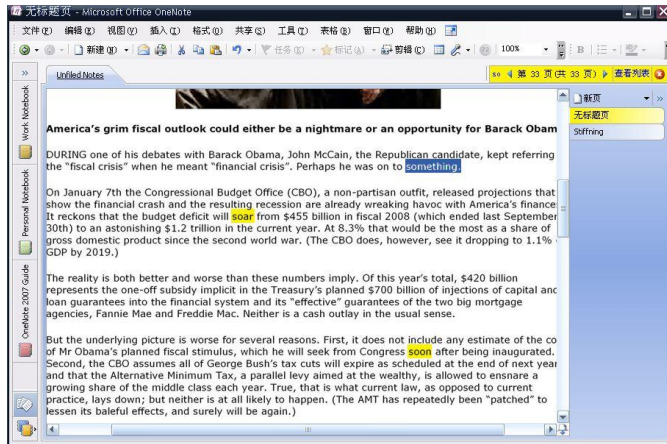 无标题页 - Microsoft Office OneNote
文件(F) 编辑(E) 视图(V) 插入(I) 格式(O) 共享(S) 工具(T) 表格(B) 窗口(W) 帮助(H)
新建(N) 任务(D) 标记(A) 剪辑(C) 100% B
Unfiled Notes
so 第 33 页(共 33 页) 查看列表
新页
无标题页
Stiffning
Work Notebook
Personal Notebook
OneNote 2007 Guide
America's grim fiscal outlook could either be a nightmare or an opportunity for Barack Obam
DURING one of his debates with Barack Obama, John McCain, the Republican candidate, kept referring
the "fiscal crisis" when he meant "financial crisis". Perhaps he was on to something.
On January 7th the Congressional Budget Office (CBO), a non-partisan outfit, released projections that
show the financial crash and the resulting recession are already wreaking havoc with America's finance
It reckons that the budget deficit will soar from $455 billion in fiscal 2008 (which ended last September
30th) to an astonishing $1.2 trillion in the current year. At 8.3% that would be the most as a share of
gross domestic product since the second world war. (The CBO does, however, see it dropping to 1.1%
GDP by 2019.)
The reality is both better and worse than these numbers imply. Of this year's total, $420 billion
represents the one-off subsidy implicit in the Treasury's planned $700 billion of injections of capital and
loan guarantees into the financial system and its "effective" guarantees of the two big mortgage
agencies, Fannie Mae and Freddie Mac. Neither is a cash outlay in the usual sense.
But the underlying picture is worse for several reasons. First, it does not include any estimate of the co
of Mr Obama's planned fiscal stimulus, which he will seek from Congress soon after being inaugurated.
Second, the CBO assumes all of George Bush's tax cuts will expire as scheduled at the end of next year
and that the Alternative Minimum Tax, a parallel levy aimed at the wealthy, is allowed to ensnare a
growing share of the middle class each year. True, that is what current law, as opposed to current
practice, lays down; but neither is at all likely to happen. (The AMT has repeatedly been "patched" to
lessen its baleful effects, and surely will be again.)